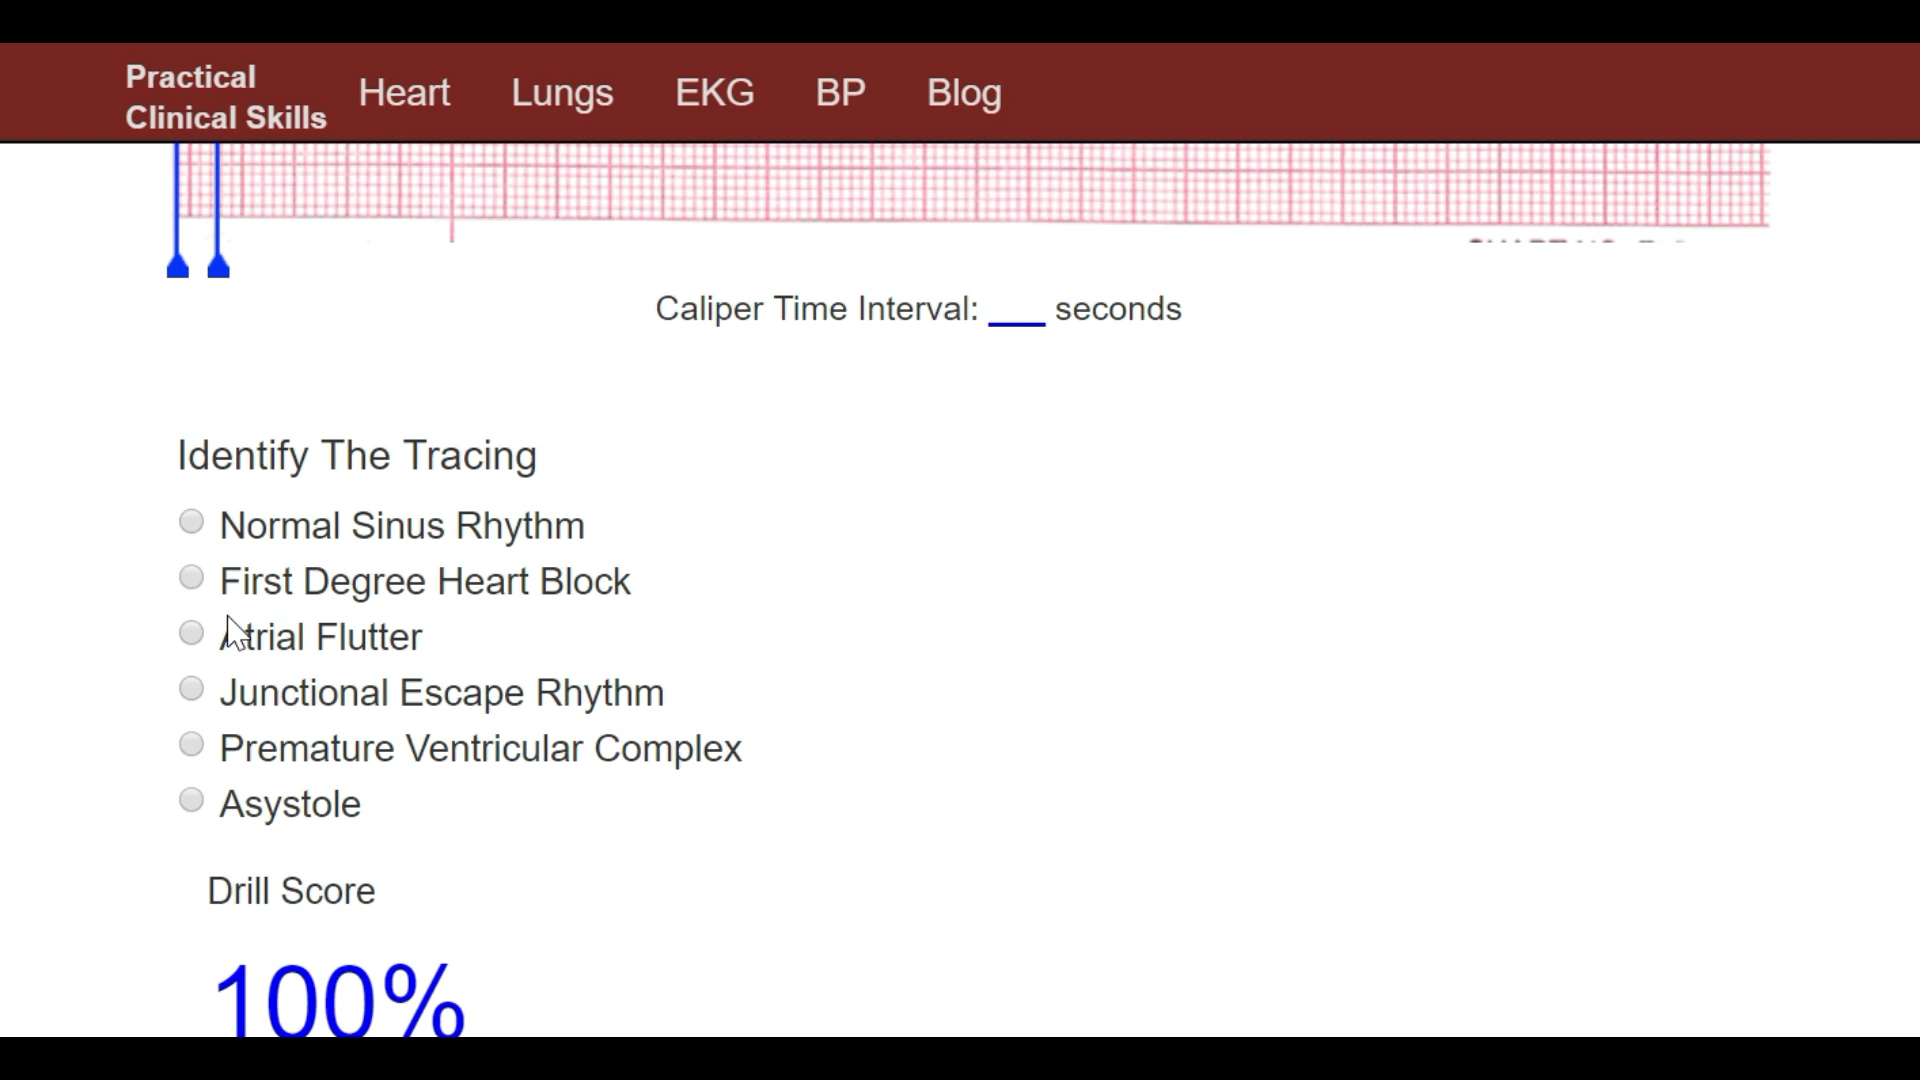 Practical
Clinical Skills
Heart Lungs EKG BP Blog
Caliper Time Interval: ___ seconds
Identify The Tracing
Normal Sinus Rhythm
First Degree Heart Block
Atrial Flutter
Junctional Escape Rhythm
Premature Ventricular Complex
Asystole
Drill Score
100%